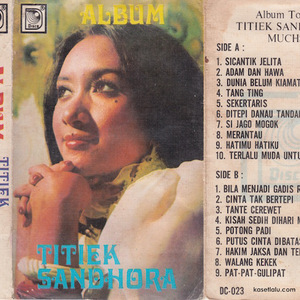 ALBUM
TITIEK
SANDHORA
ALBUM
TITIEK
Album To
TITIEK SAN
MUCH
SIDE A :
1. SICANTIK JELITA
2. ADAM DAN HAWA
3. DUNIA BELUM KIAMAT
4. TANG TING
5. SEKERTARIS
6. DITEPI DANAU TANDA
7. SI JAGO MOGOK
8. MERANTAU
9. HATIMU HATIKU
10. TERLALU MUDA UNTUK
SIDE B :
1. BILA MENJADI GADIS
2. CINTA TAK BERTEPI
3. TANTE CEREWET
4. KISAH SEDIH DIHARI
5. POTONG PADI
6. PUTUS CINTA DIBATAS
7. HAKIM JAKSA DAN TE
8. WALANG KEKEK
9. PAT-PAT-GULIPAT
DC-023
kasetlalu.com